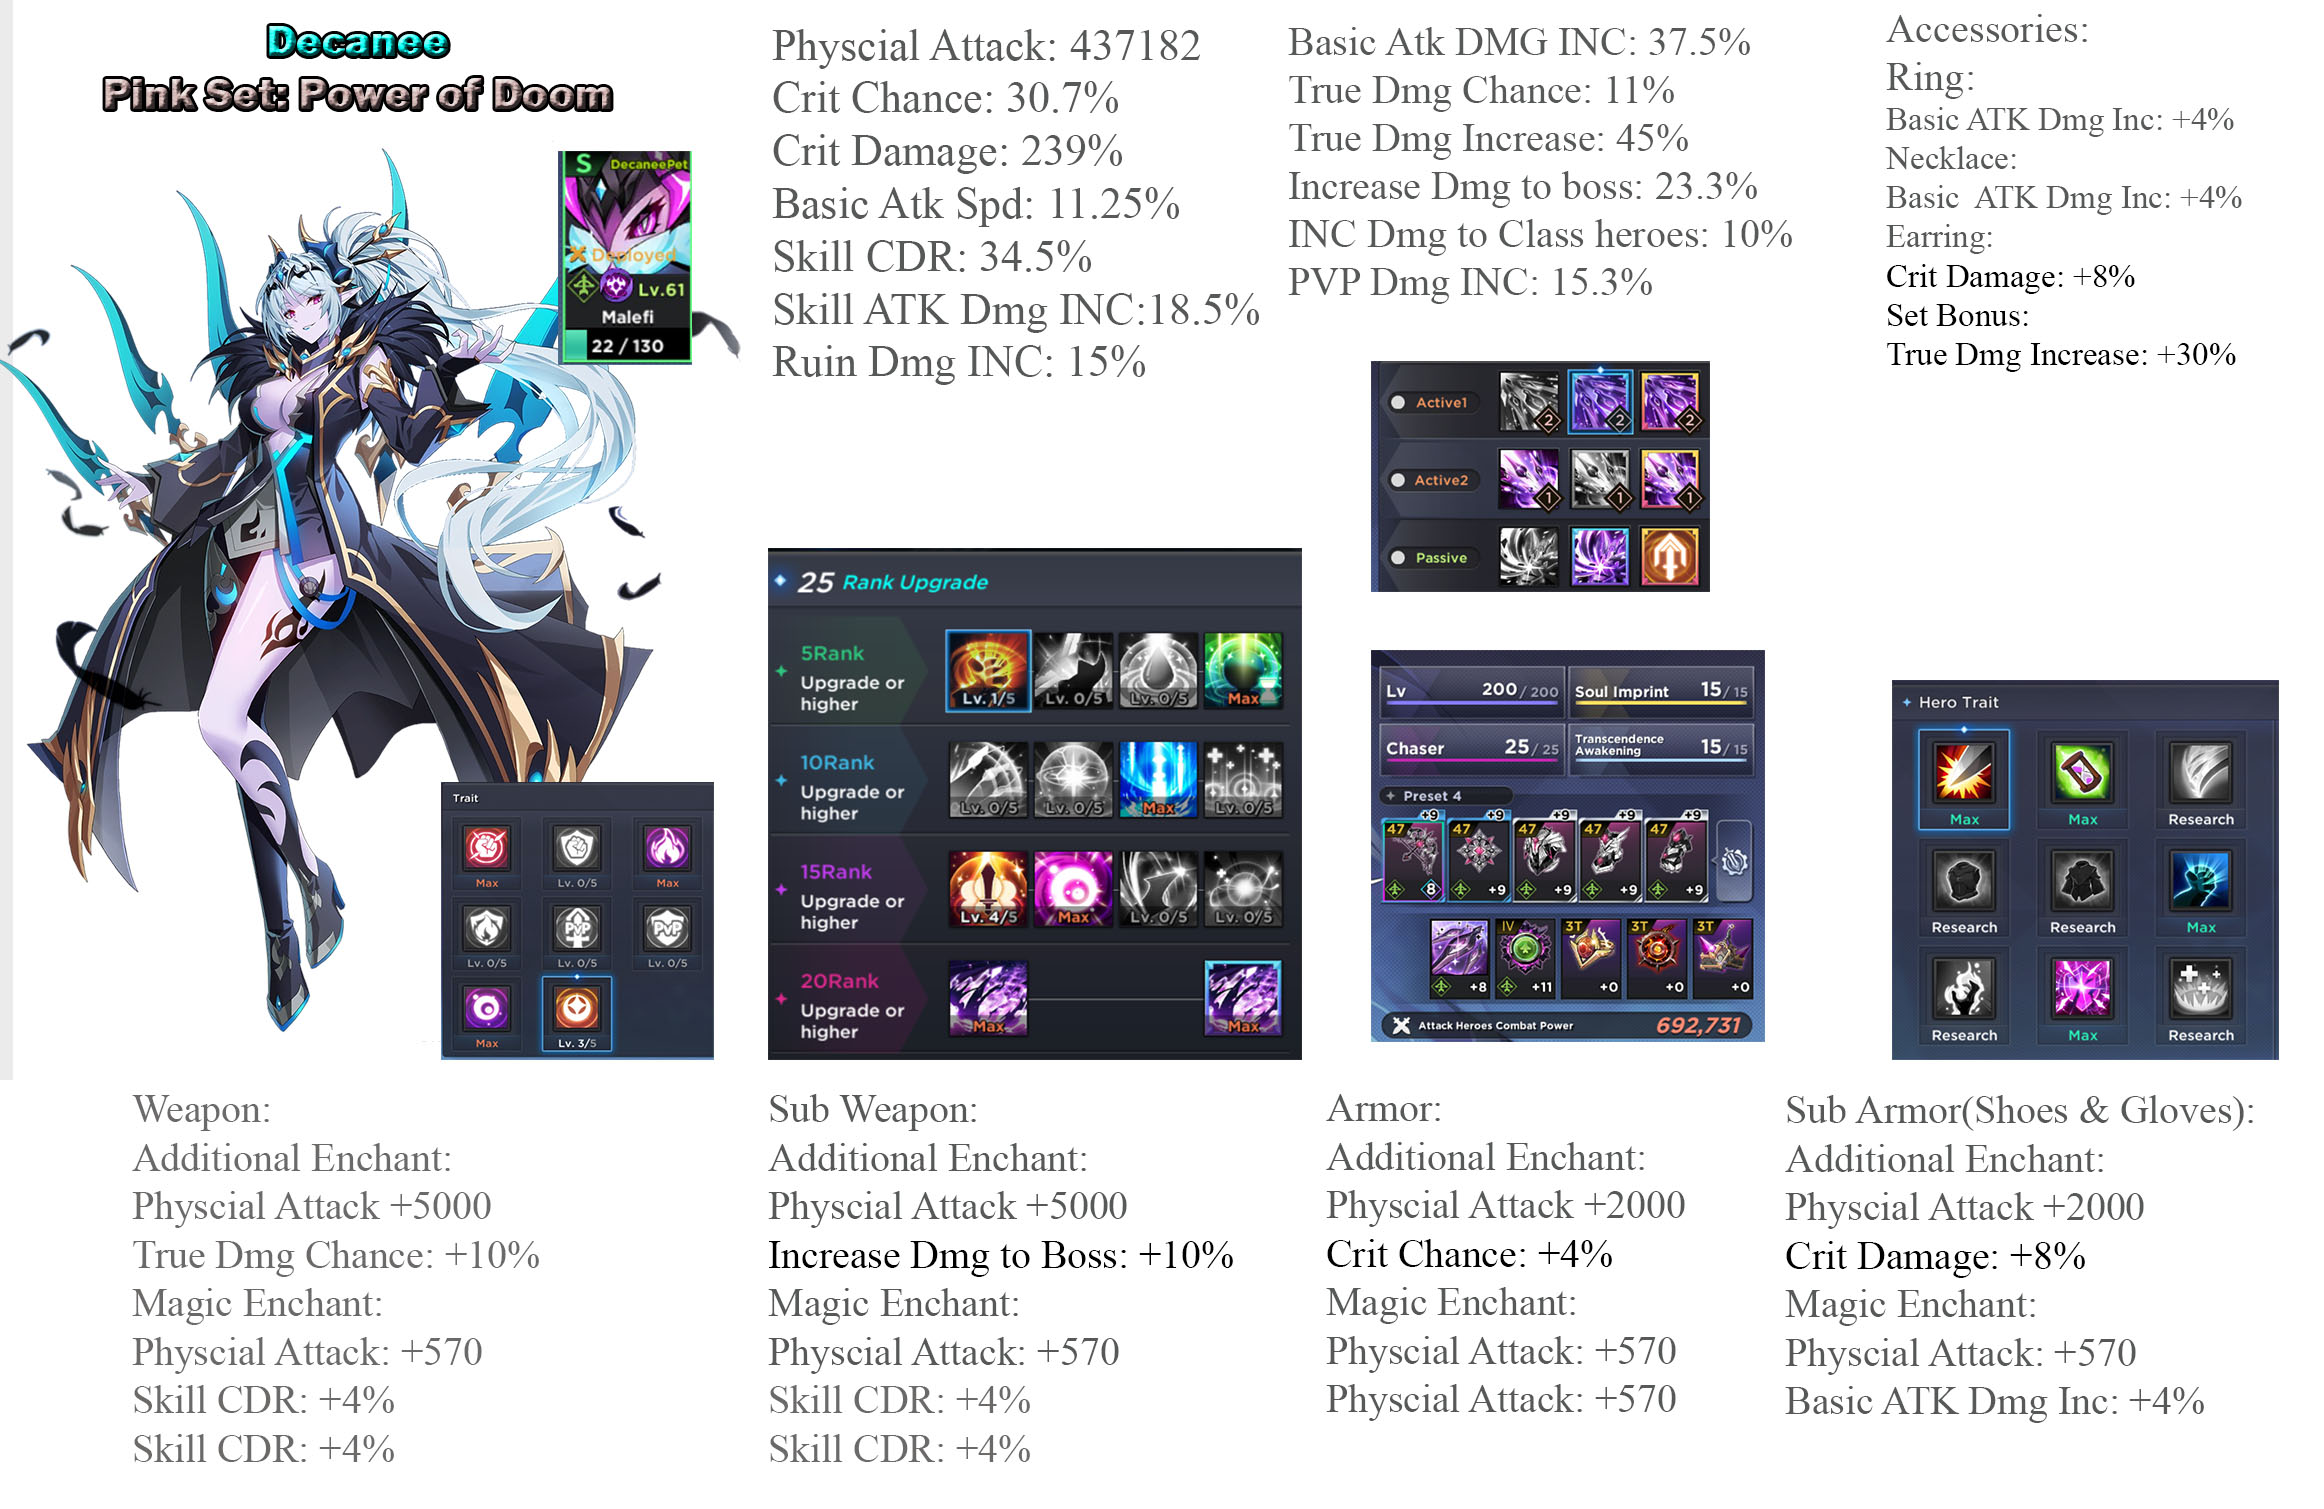 Decanee
Pink Set: Power of Doom
S
DecaneePet
Deployed
Lv.61
Malefi
22 / 130
Physcial Attack: 437182
Crit Chance: 30.7%
Crit Damage: 239%
Basic Atk Spd: 11.25%
Skill CDR: 34.5%
Skill ATK Dmg INC:18.5%
Ruin Dmg INC: 15%
Basic Atk DMG INC: 37.5%
True Dmg Chance: 11%
True Dmg Increase: 45%
Increase Dmg to boss: 23.3%
INC Dmg to Class heroes: 10%
PVP Dmg INC: 15.3%
Accessories:
Ring:
Basic ATK Dmg Inc: +4%
Necklace:
Basic  ATK Dmg Inc: +4%
Earring:
Crit Damage: +8%
Set Bonus:
True Dmg Increase: +30%
Active1
2 2 2
Active2
1 1 1
Passive
Trait
Max Lv. 0/5 Max
PVP PVP
Lv. 0/5 Lv. 0/5 Lv. 0/5
Max Lv. 3/5
25 Rank Upgrade
5Rank
Upgrade or
higher
Lv. 1/5 Lv. 0/5 Lv. 0/5 Max
10Rank
Upgrade or
higher
Lv. 0/5 Lv. 0/5 Max Lv. 0/5
15Rank
Upgrade or
higher
Lv. 4/5 Max Lv. 0/5 Lv. 0/5
20Rank
Upgrade or
higher
Max Max
Lv 200 / 200
Soul Imprint 15 / 15
Chaser 25 / 25
Transcendence
Awakening 15 / 15
Preset 4
+9 +9 +9 +9 +9
47 47 47 47 47
8 +9 +9 +9 +9
IV 3T 3T 3T
+8 +11 +0 +0 +0
Attack Heroes Combat Power 692,731
Hero Trait
Max Max Research
Research Research Max
Research Max Research
Weapon:
Additional Enchant:
Physcial Attack +5000
True Dmg Chance: +10%
Magic Enchant:
Physcial Attack: +570
Skill CDR: +4%
Skill CDR: +4%
Sub Weapon:
Additional Enchant:
Physcial Attack +5000
Increase Dmg to Boss: +10%
Magic Enchant:
Physcial Attack: +570
Skill CDR: +4%
Skill CDR: +4%
Armor:
Additional Enchant:
Physcial Attack +2000
Crit Chance: +4%
Magic Enchant:
Physcial Attack: +570
Physcial Attack: +570
Sub Armor(Shoes & Gloves):
Additional Enchant:
Physcial Attack +2000
Crit Damage: +8%
Magic Enchant:
Physcial Attack: +570
Basic ATK Dmg Inc: +4%